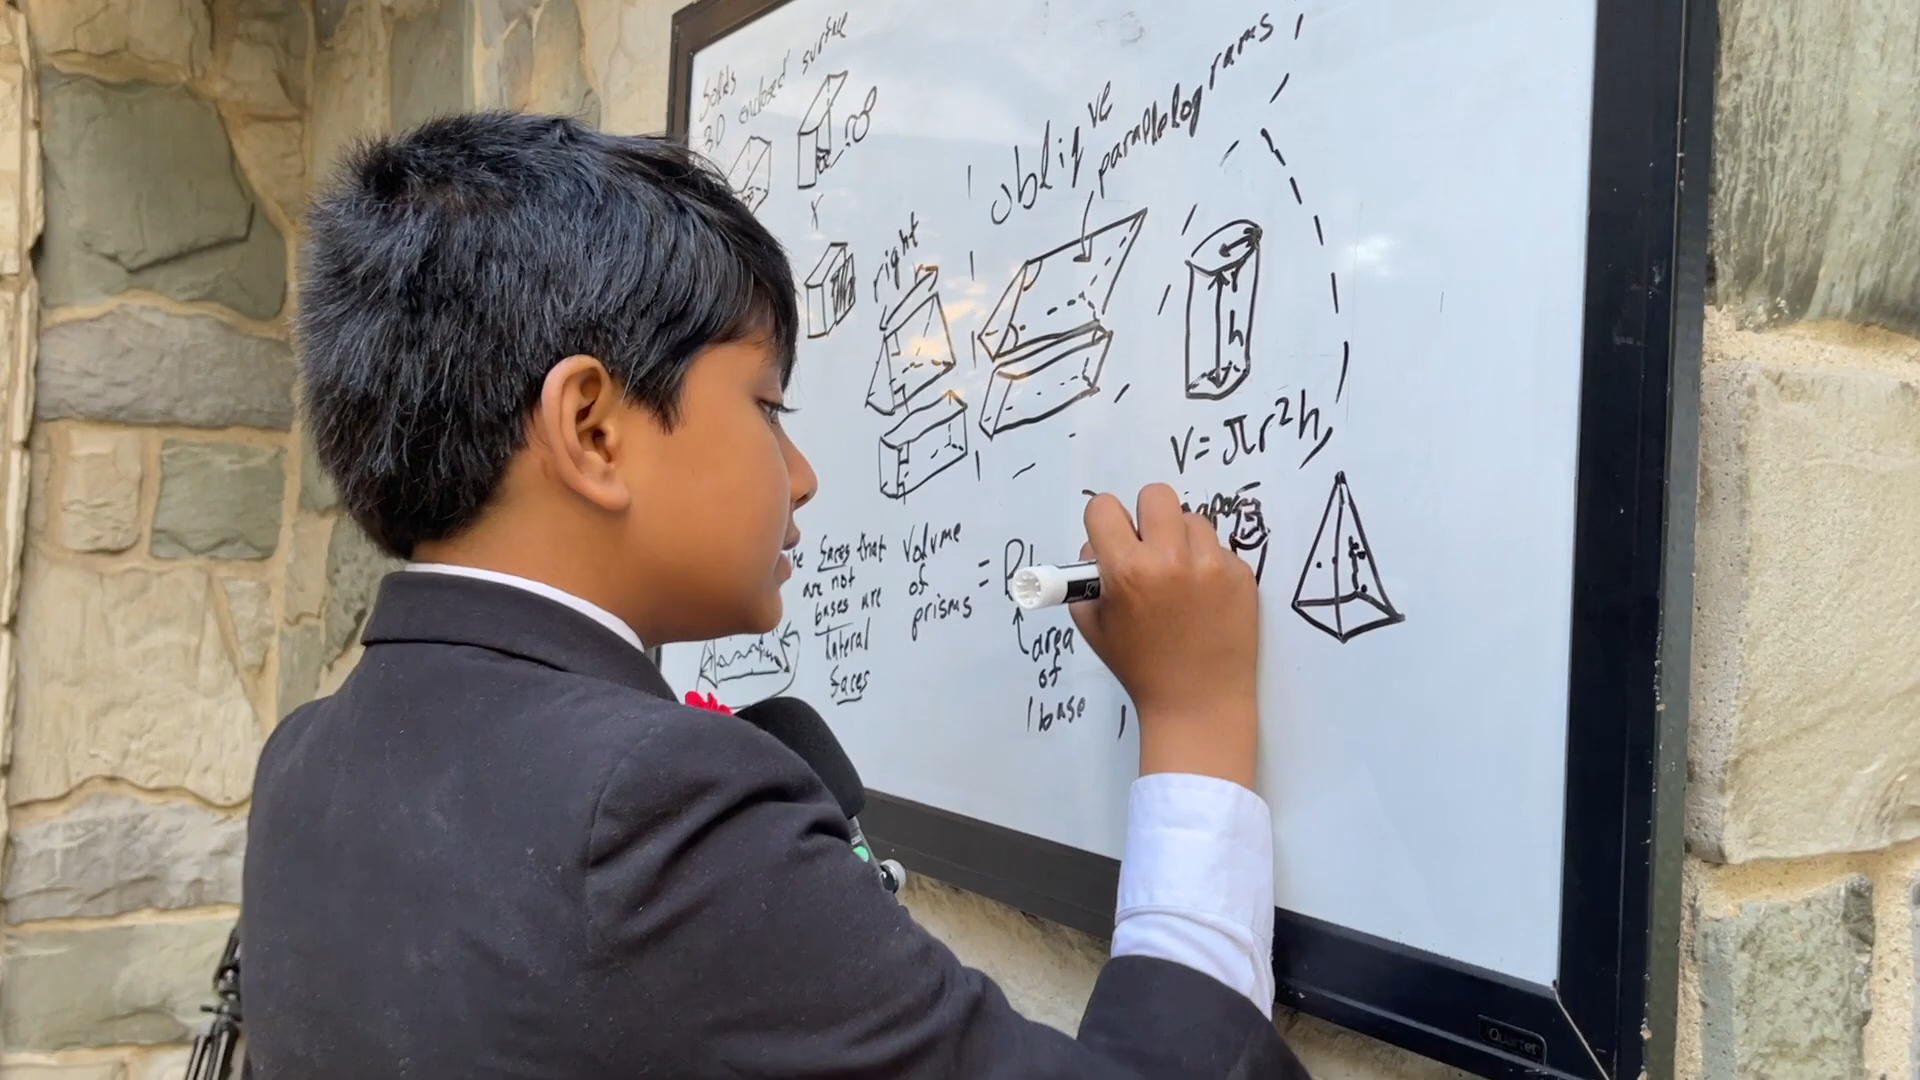 Solids
3D enclosed surface
x
right
oblique
parallelograms
r
h
V=πr²h
faces that
are not
bases are
lateral
faces
Volume
of
prisms
=
area
of
1 base
h
Quartet